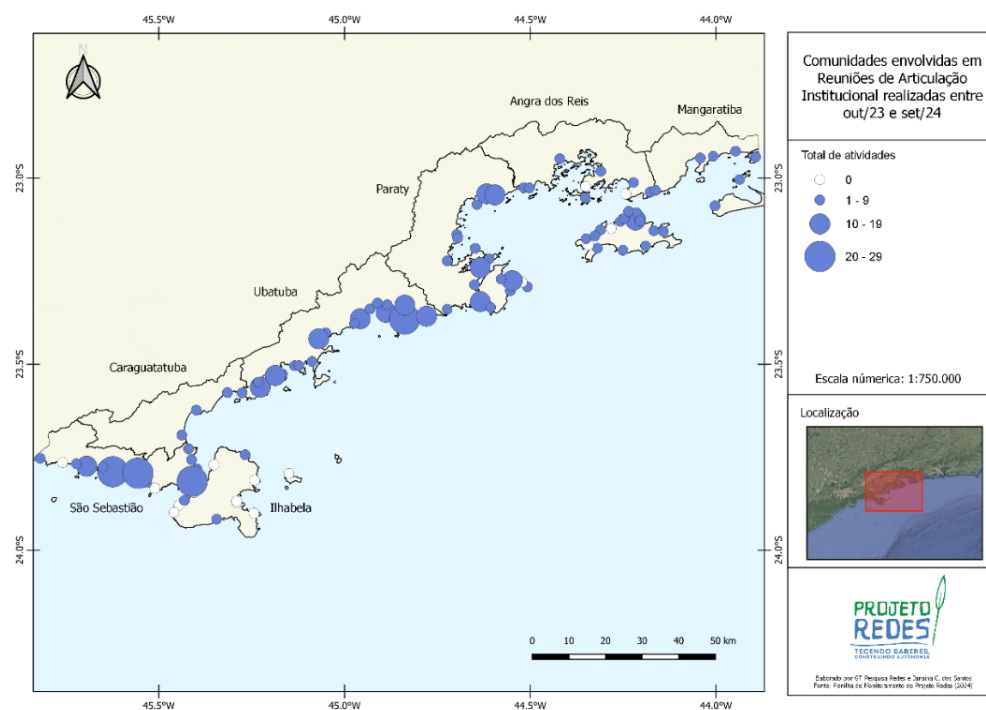 45.5°W 45.0°W 44.5°W 44.0°W
N
Angra dos Reis
Mangaratiba
Paraty
Ubatuba
Caraguatatuba
São Sebastião
Ilhabela
23.0°S 23.0°S
23.5°S 23.5°S
24.0°S 24.0°S
0 10 20 30 40 50 km
45.5°W 45.0°W 44.5°W 44.0°W
Comunidades envolvidas em
Reuniões de Articulação
Institucional realizadas entre
out/23 e set/24
Total de atividades
0
1 - 9
10 - 19
20 - 29
Escala númerica: 1:750.000
Localização
PROJETO
REDES
TECENDO SABERES,
CONSTRUINDO AUTONOMIA
Elaborado por GT Pesquisa Redes e Janaina C. dos Santos
Fonte: Planilha de Monitoramento do Projeto Redes (2024)